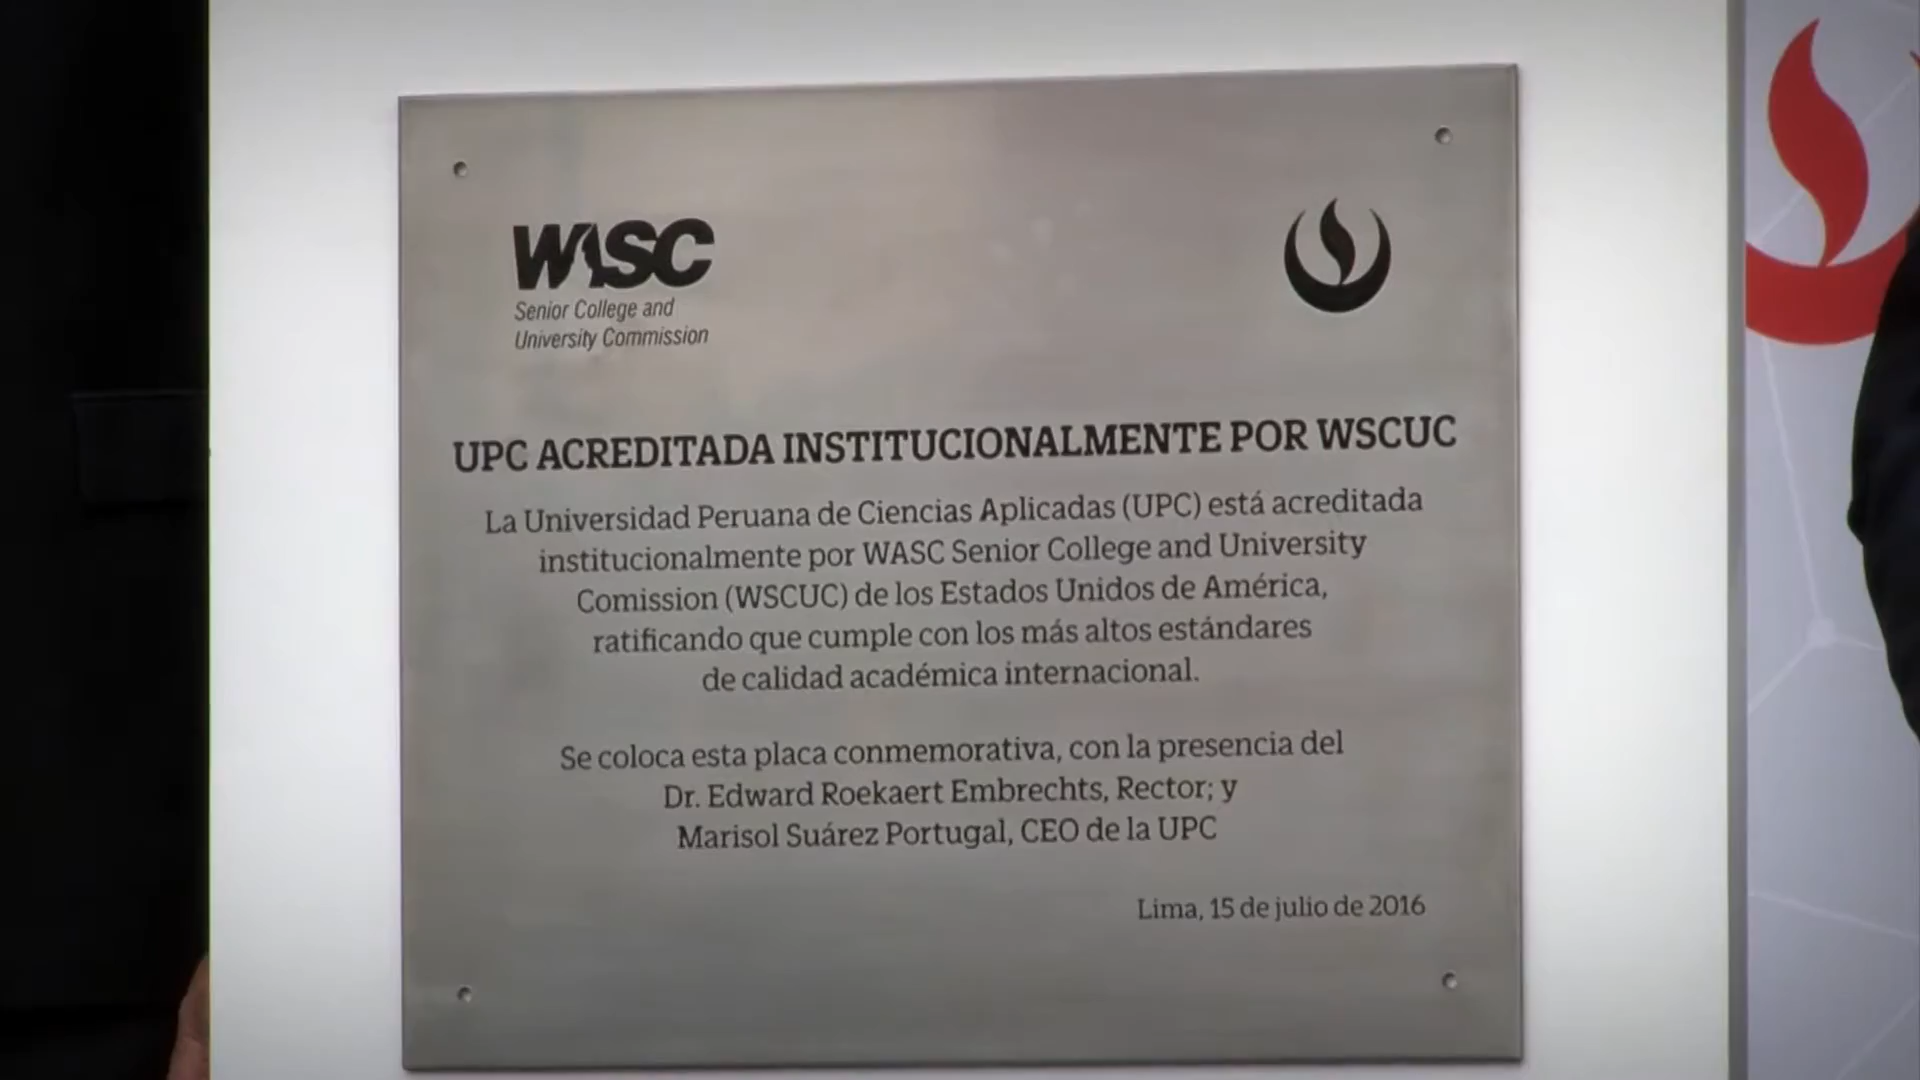 WASC
Senior College and
University Commission
UPC ACREDITADA INSTITUCIONALMENTE POR WSCUC
La Universidad Peruana de Ciencias Aplicadas (UPC) está acreditada
institucionalmente por WASC Senior College and University
Comission (WSCUC) de los Estados Unidos de América,
ratificando que cumple con los más altos estándares
de calidad académica internacional.
Se coloca esta placa conmemorativa, con la presencia del
Dr. Edward Roekaert Embrechts, Rector; y
Marisol Suárez Portugal, CEO de la UPC
Lima, 15 de julio de 2016